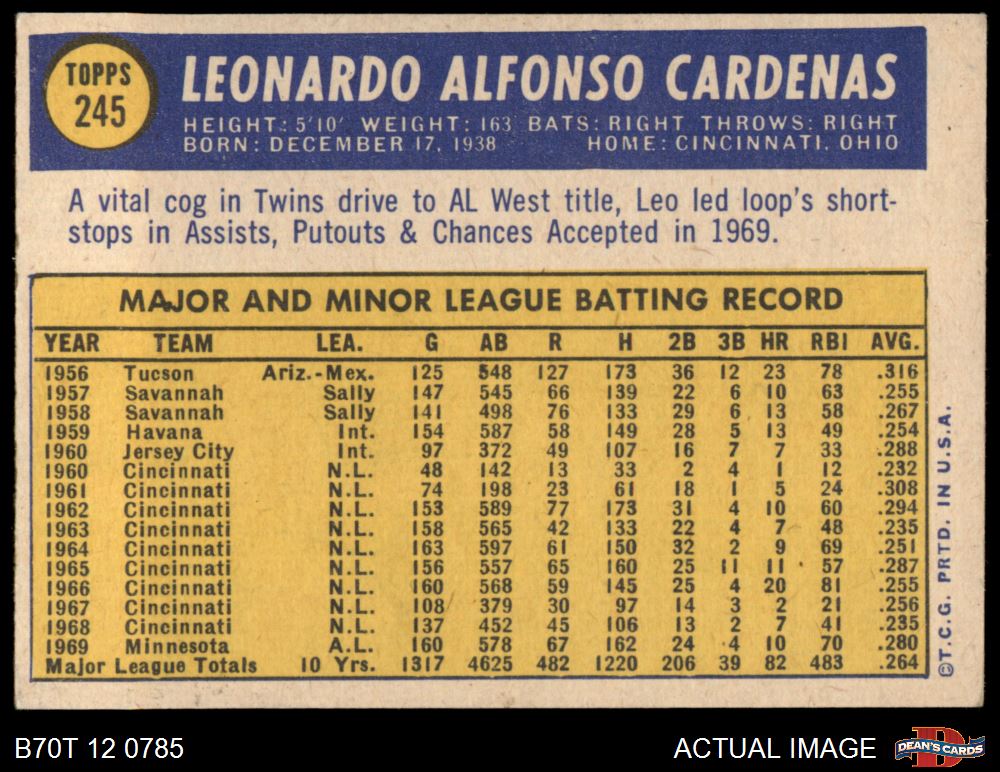 TOPPS
245
LEONARDO ALFONSO CARDENAS
HEIGHT: 5'10' WEIGHT: 163 BATS: RIGHT THROWS: RIGHT
BORN: DECEMBER 17, 1938 HOME: CINCINNATI, OHIO
A vital cog in Twins drive to AL West title, Leo led loop's short-
stops in Assists, Putouts & Chances Accepted in 1969.
MAJOR AND MINOR LEAGUE BATTING RECORD
YEAR TEAM LEA. G AB R H 2B 3B HR RBI AVG.
1956 Tucson Ariz.-Mex. 125 548 127 173 36 12 23 78 .316
1957 Savannah Sally 147 545 66 139 22 6 10 63 .255
1958 Savannah Sally 141 498 76 133 29 6 13 58 .267
1959 Havana Int. 154 587 58 149 28 5 13 49 .254
1960 Jersey City Int. 97 372 49 107 16 7 7 33 .288
1960 Cincinnati N.L. 48 142 13 33 2 4 1 12 .232
1961 Cincinnati N.L. 74 198 23 61 18 1 5 24 .308
1962 Cincinnati N.L. 153 589 77 173 31 4 10 60 .294
1963 Cincinnati N.L. 158 565 42 133 22 4 7 48 .235
1964 Cincinnati N.L. 163 597 61 150 32 2 9 69 .251
1965 Cincinnati N.L. 156 557 65 160 25 11 11 57 .287
1966 Cincinnati N.L. 160 568 59 145 25 4 20 81 .255
1967 Cincinnati N.L. 108 379 30 97 14 3 2 21 .256
1968 Cincinnati N.L. 137 452 45 106 13 2 7 41 .235
1969 Minnesota A.L. 160 578 67 162 24 4 10 70 .280
Major League Totals 10 Yrs. 1317 4625 482 1220 206 39 82 483 .264
©T.C.G. PRTD. IN U.S.A.
B70T 12 0785
ACTUAL IMAGE
D
DEAN'S CARDS